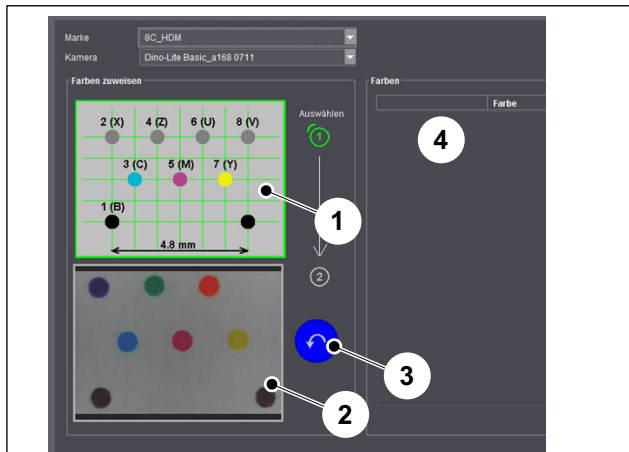 Marke 8C_HDM
Kamera Dino-Lite Basic_a168 0711
Farben zuweisen
Farben
Auswählen
Farbe
2 (X) 4 (Z) 6 (U) 8 (V)
1
4
3 (C) 5 (M) 7 (Y)
1 (B)
1
4.8 mm
2
3
2